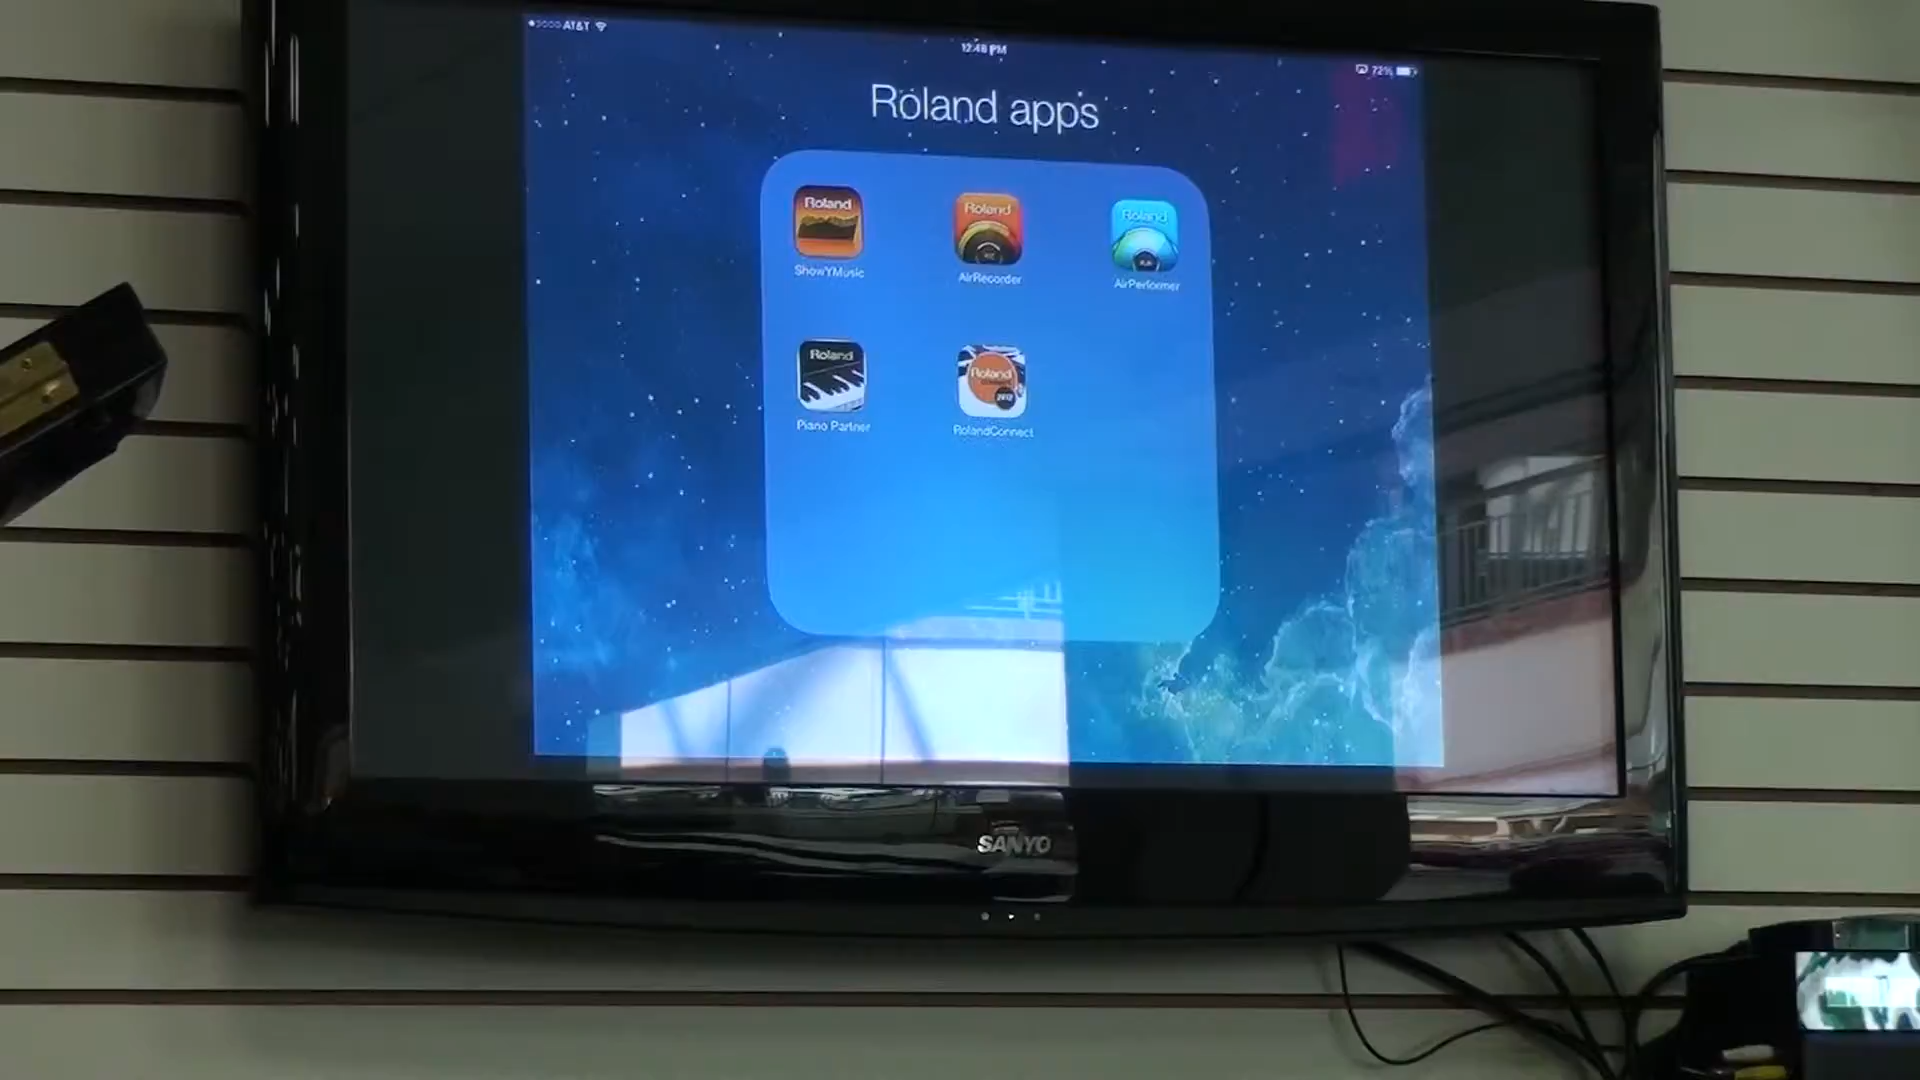 AT&T
12:48 PM
72%
Roland apps
Roland
Roland
Roland
ShowYMusic
AirRecorder
AirPerformer
Roland
Roland
Piano Partner
RolandConnect
SANYO